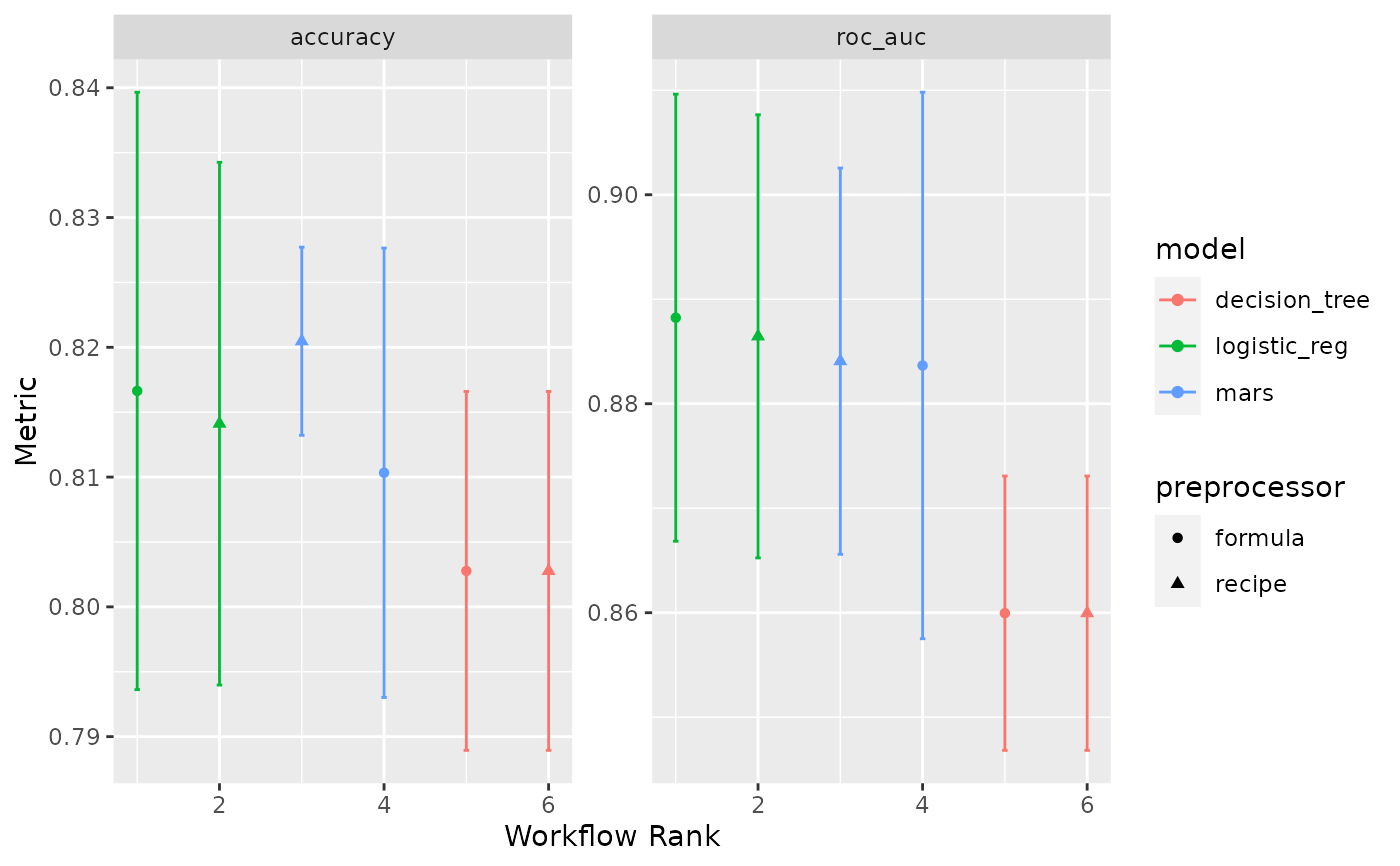 accuracy
roc_auc
0.84
0.83
0.82
0.81
0.80
0.79
0.90
0.88
0.86
Metric
2
4
6
2
4
6
Workflow Rank
model
decision_tree
logistic_reg
mars
preprocessor
formula
recipe